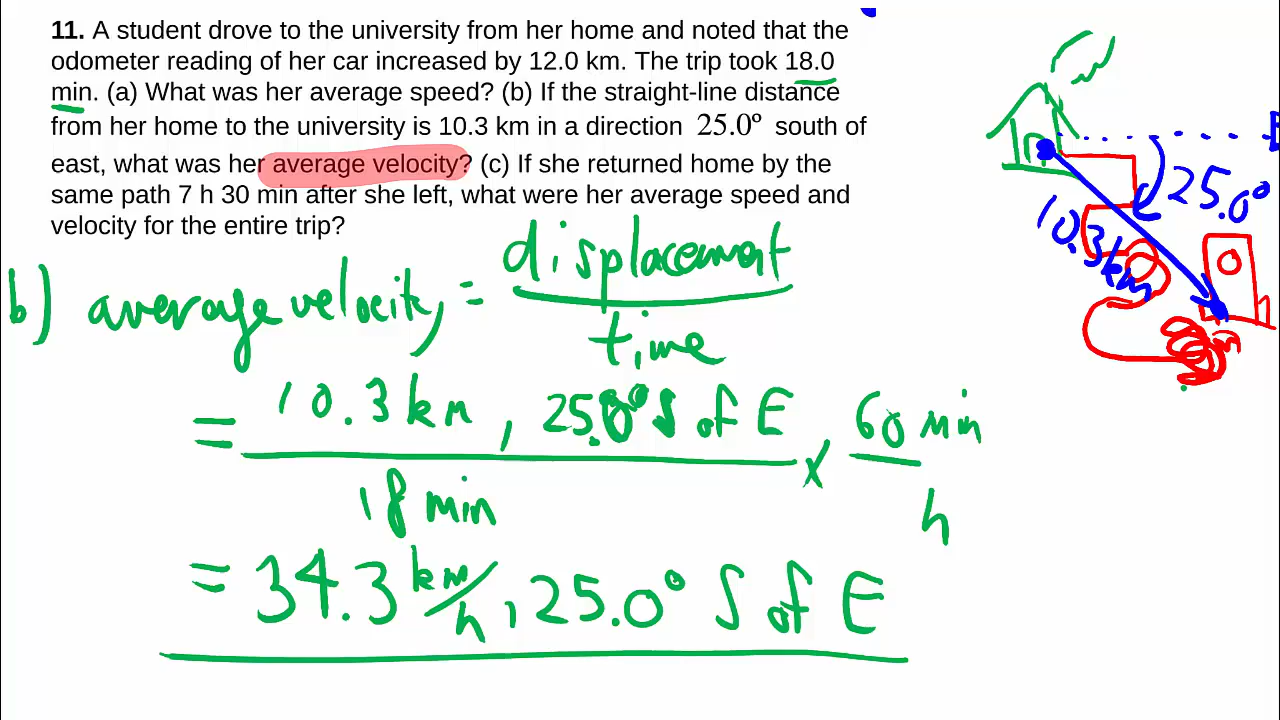 11. A student drove to the university from her home and noted that the
odometer reading of her car increased by 12.0 km. The trip took 18.0
min. (a) What was her average speed? (b) If the straight-line distance
from her home to the university is 10.3 km in a direction 25.0º south of
east, what was her average velocity? (c) If she returned home by the
same path 7 h 30 min after she left, what were her average speed and
velocity for the entire trip?
b) average velocity = displacement
time
= 10.3 km, 25.0° S of E × 60 min
18 min h
= 34.3 km/h, 25.0° S of E
E
25.0°
10.3 km